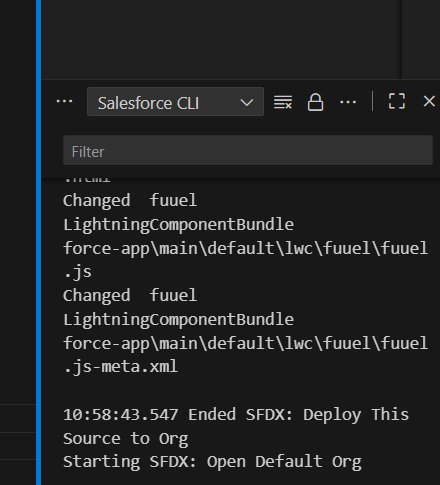 Salesforce CLI
Filter
.html
Changed  fuuel
LightningComponentBundle
force-app\main\default\lwc\fuuel\fuuel
.js
Changed  fuuel
LightningComponentBundle
force-app\main\default\lwc\fuuel\fuuel
.js-meta.xml
10:58:43.547 Ended SFDX: Deploy This
Source to Org
Starting SFDX: Open Default Org